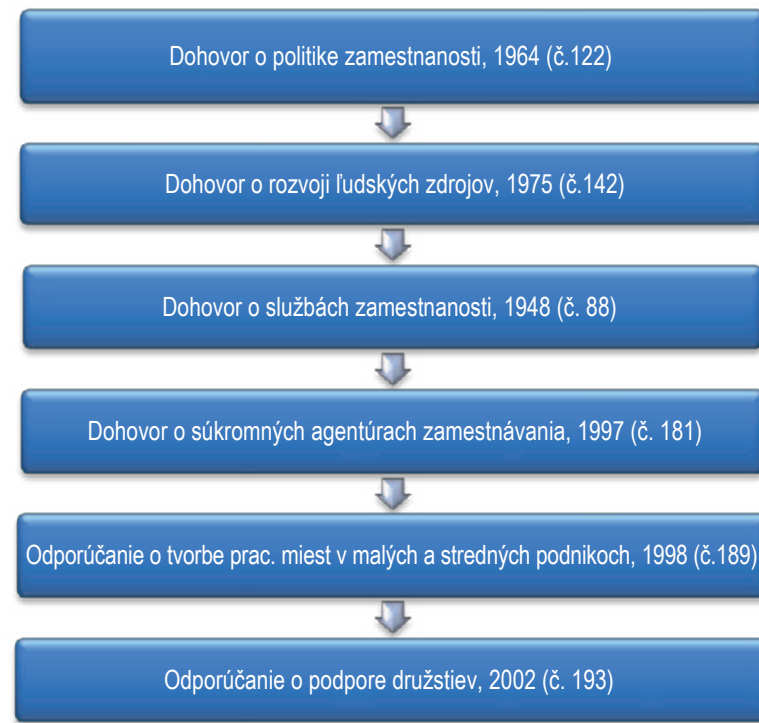 Dohovor o politike zamestnanosti, 1964 (č.122)
Dohovor o rozvoji ľudských zdrojov, 1975 (č.142)
Dohovor o službách zamestnanosti, 1948 (č. 88)
Dohovor o súkromných agentúrach zamestnávania, 1997 (č. 181)
Odporúčanie o tvorbe prac. miest v malých a stredných podnikoch, 1998 (č.189)
Odporúčanie o podpore družstiev, 2002 (č. 193)